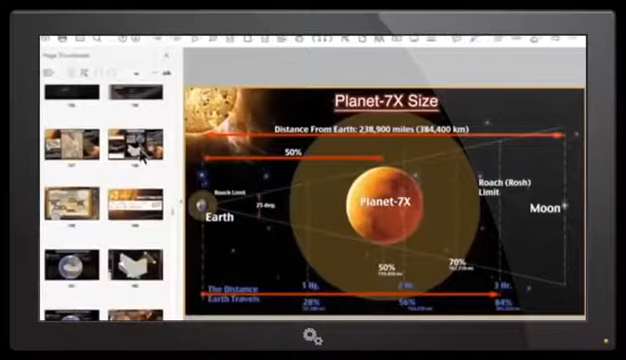 Page Thumbnails
Planet-7X Size
Distance From Earth: 238,900 miles (384,400 km)
50%
Roach Limit
Roach (Rosh)
Limit
25 deg.
Planet-7X
Earth
Moon
50%
70%
The Distance
Earth Travels
1 Hr.
2 Hr.
3 Hr.
28%
56%
84%